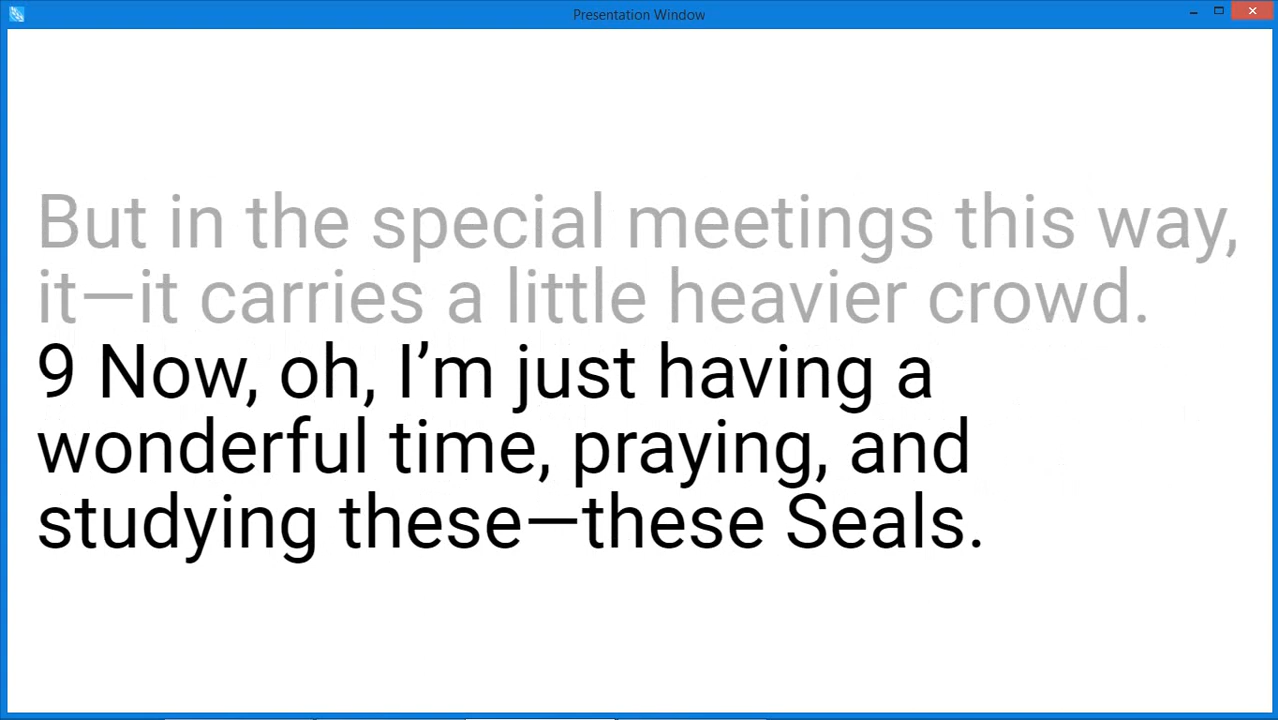 Presentation Window
But in the special meetings this way,
it—it carries a little heavier crowd.
9 Now, oh, I’m just having a
wonderful time, praying, and
studying these—these Seals.